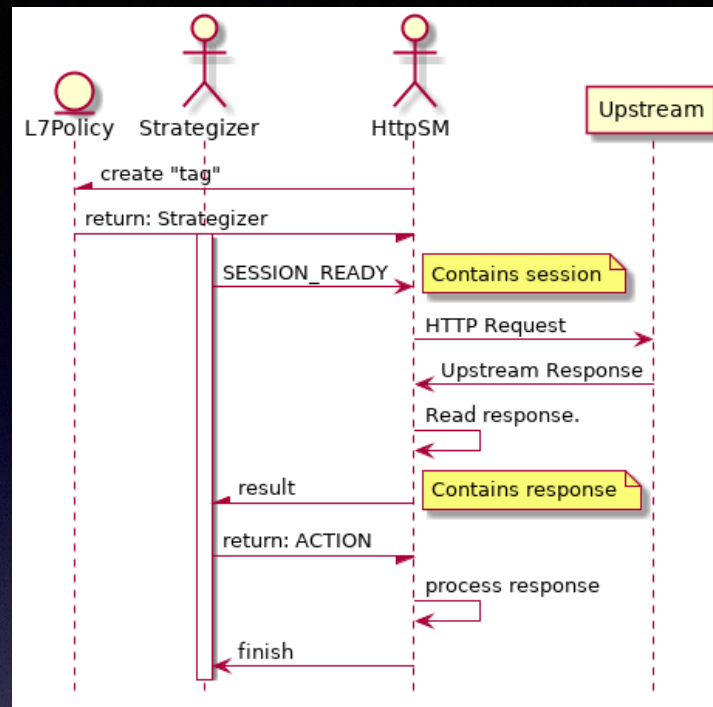 L7Policy
Strategizer
HttpSM
Upstream
create "tag"
return: Strategizer
SESSION_READY
Contains session
HTTP Request
Upstream Response
Read response.
result
Contains response
return: ACTION
process response
finish